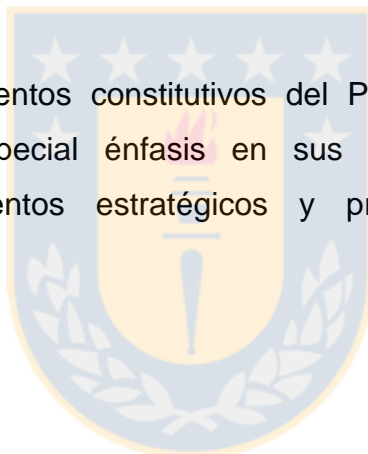 entos constitutivos del P
pecial énfasis en sus
entos estratégicos y pr